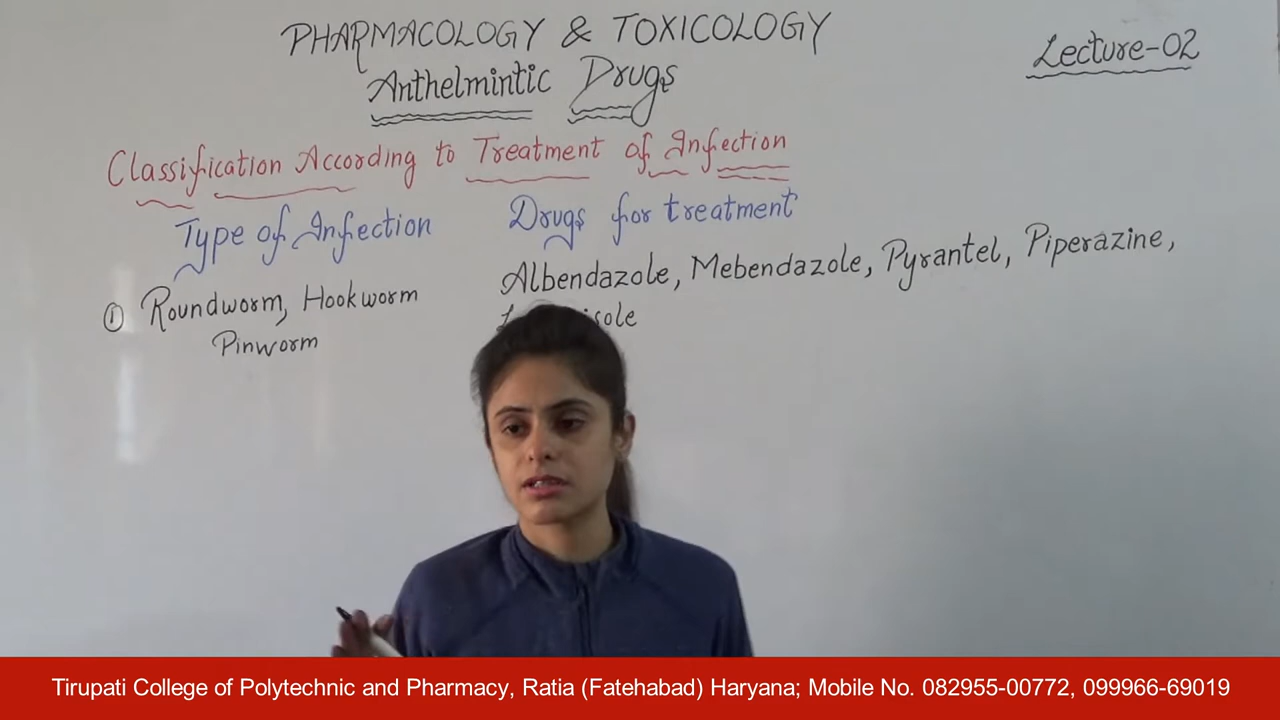 PHARMACOLOGY & TOXICOLOGY
Lecture-02
Anthelmintic Drugs
Classification According to Treatment of Infection
Type of Infection Drugs for treatment
① Roundworm, Hookworm Albendazole, Mebendazole, Pyrantel, Piperazine,
Pinworm
Tirupati College of Polytechnic and Pharmacy, Ratia (Fatehabad) Haryana; Mobile No. 082955-00772, 099966-69019